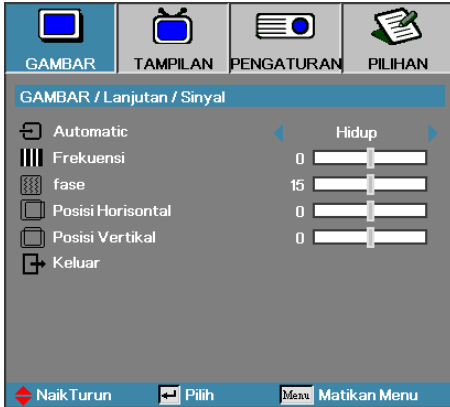 GAMBAR TAMPILAN PENGATURAN PILIHAN
GAMBAR / Lanjutan / Sinyal
Automatic Hidup
Frekuensi 0
fase 15
Posisi Horisontal 0
Posisi Vertikal 0
Keluar
NaikTurun Pilih Menu Matikan Menu